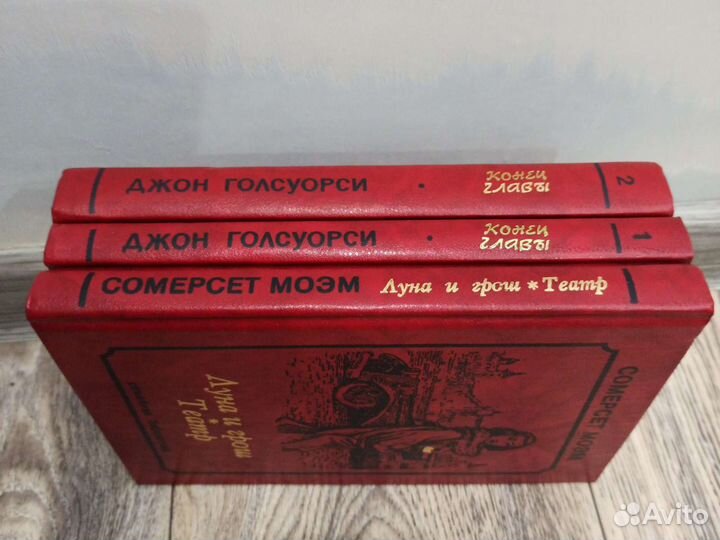 ДЖОН ГОЛСУОРСИ • КОНЕЦ
ГЛАВЫ 2
ДЖОН ГОЛСУОРСИ • КОНЕЦ
ГЛАВЫ 1
СОМЕРСЕТ МОЭМ Луна и грош * Театр
СОМЕРСЕТ МОЭМ
Луна и грош
*
Театр
Avito